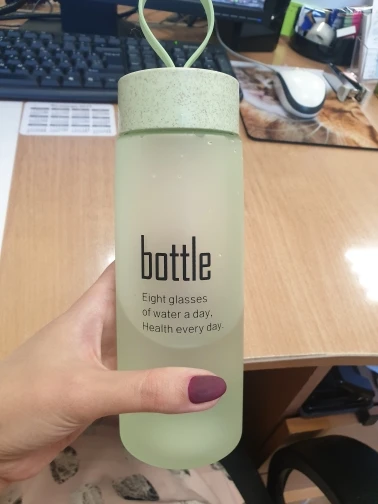 bottle
Eight glasses
of water a day,
Health every day.